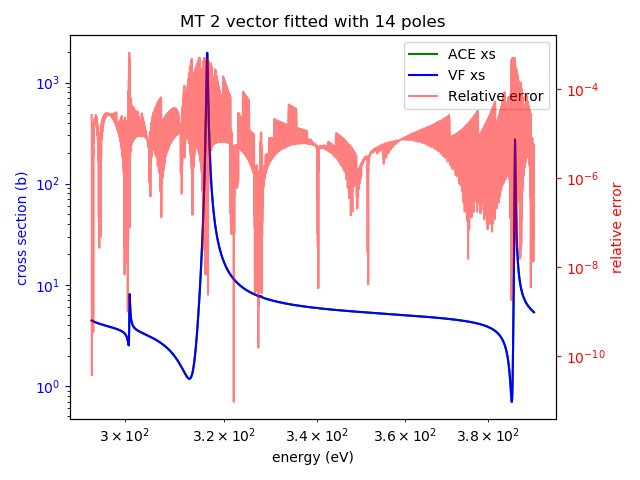 MT 2 vector fitted with 14 poles
ACE xs
VF xs
Relative error
10³
10²
10¹
10⁰
cross section (b)
10⁻⁴
10⁻⁶
10⁻⁸
10⁻¹⁰
relative error
3 × 10² 3.2 × 10² 3.4 × 10² 3.6 × 10² 3.8 × 10²
energy (eV)